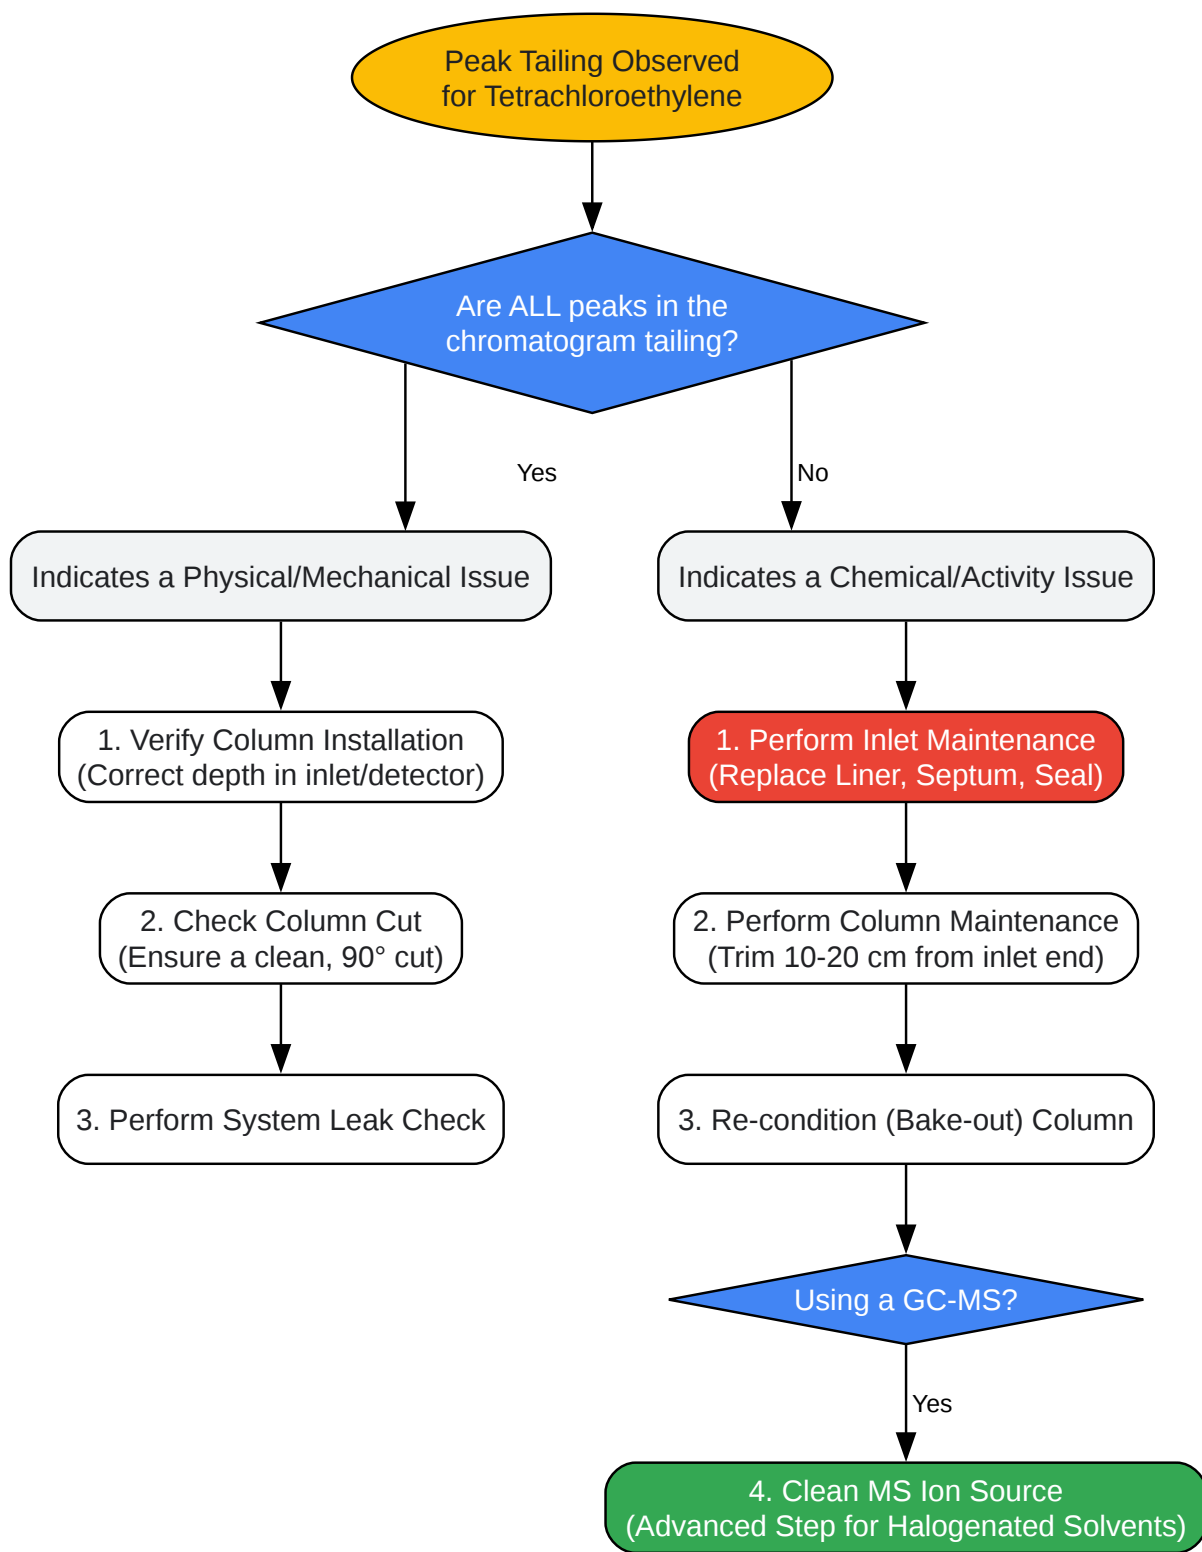 Peak Tailing Observed
for Tetrachloroethylene
Are ALL peaks in the
chromatogram tailing?
Yes
No
Indicates a Physical/Mechanical Issue
Indicates a Chemical/Activity Issue
1. Verify Column Installation
(Correct depth in inlet/detector)
1. Perform Inlet Maintenance
(Replace Liner, Septum, Seal)
2. Check Column Cut
(Ensure a clean, 90° cut)
2. Perform Column Maintenance
(Trim 10-20 cm from inlet end)
3. Perform System Leak Check
3. Re-condition (Bake-out) Column
Using a GC-MS?
Yes
4. Clean MS Ion Source
(Advanced Step for Halogenated Solvents)